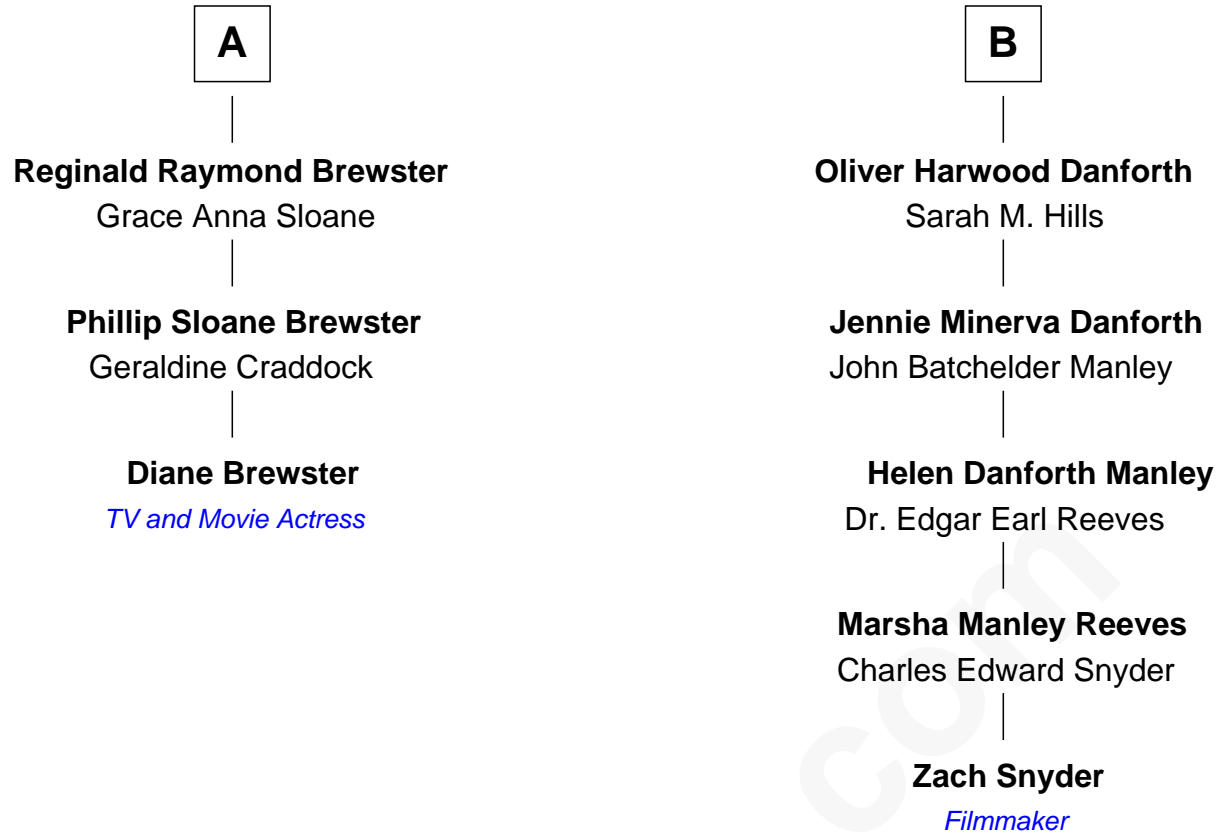 A
Reginald Raymond Brewster
Grace Anna Sloane
Phillip Sloane Brewster
Geraldine Craddock
Diane Brewster
TV and Movie Actress
B
Oliver Harwood Danforth
Sarah M. Hills
Jennie Minerva Danforth
John Batchelder Manley
Helen Danforth Manley
Dr. Edgar Earl Reeves
Marsha Manley Reeves
Charles Edward Snyder
Zach Snyder
Filmmaker
com